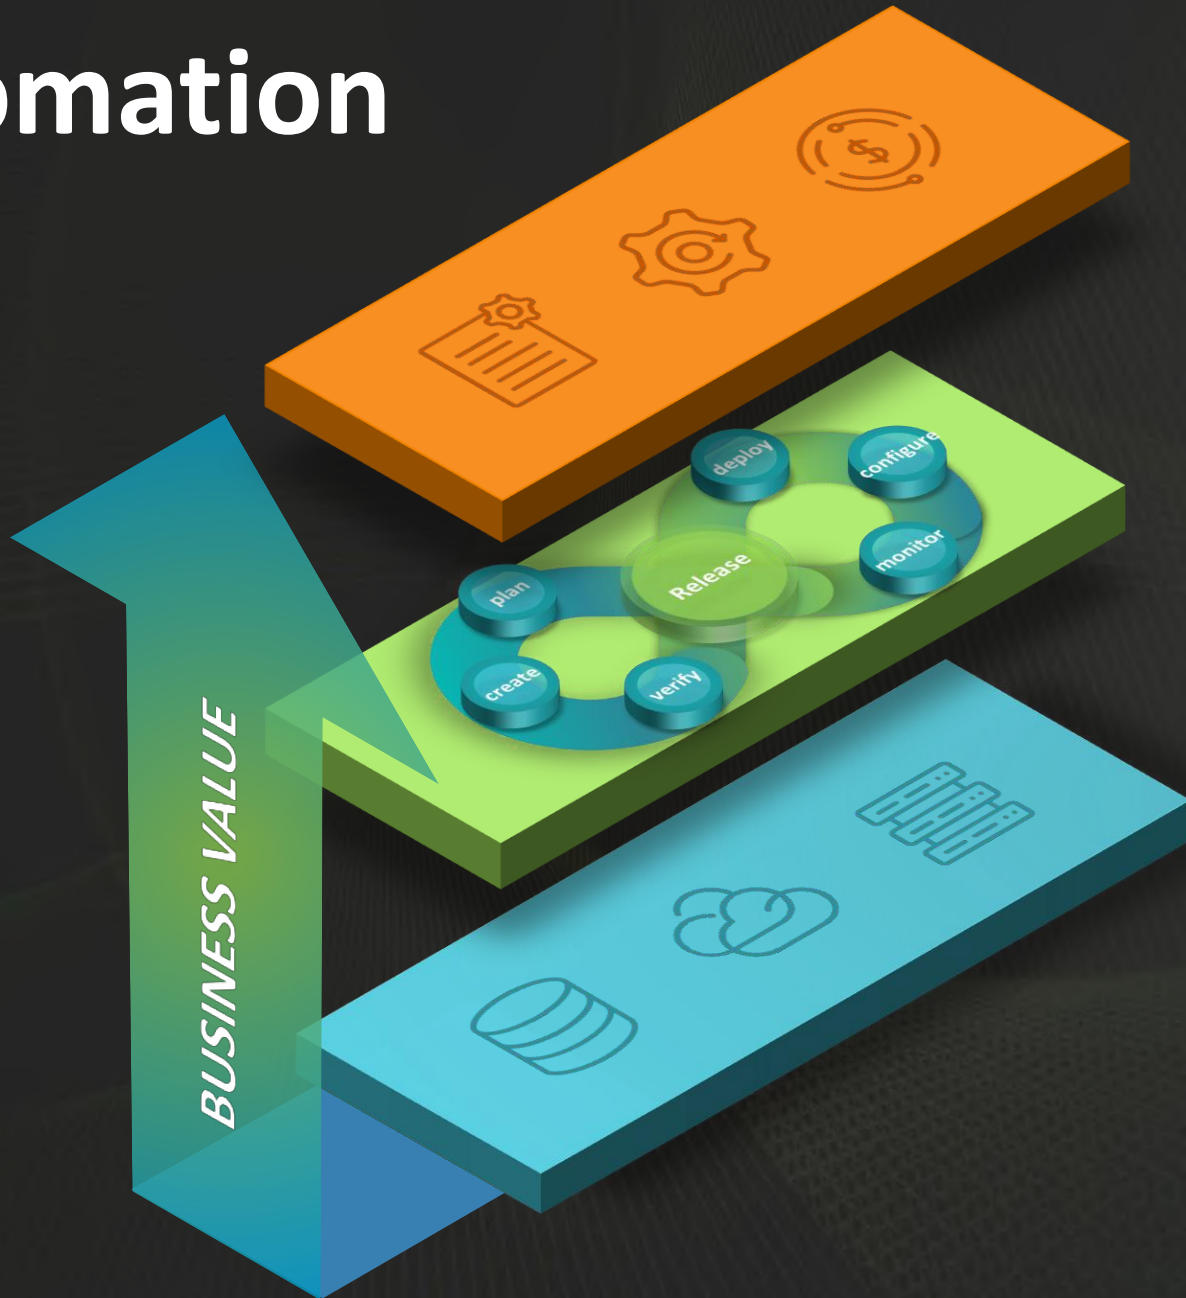 omation
deploy
configure
monitor
Release
plan
create
verify
BUSINESS VALUE